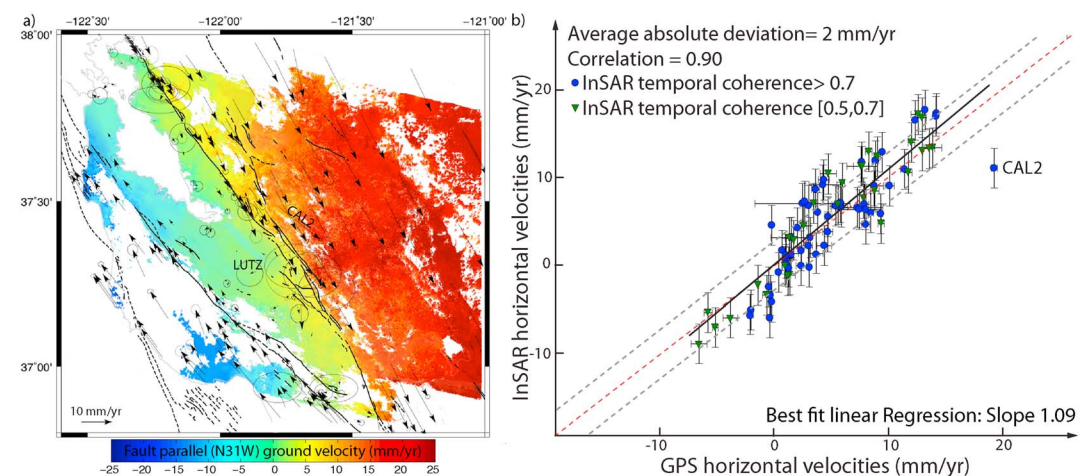 a)
−122°30'
−122°00'
−121°30'
−121°00'
38°00'
37°30'
37°00'
CAL2
LUTZ
10 mm/yr
Fault parallel (N31W) ground velocity (mm/yr)
−25 −20 −15 −10 −5 0 5 10 15 20 25
b)
Average absolute deviation= 2 mm/yr
Correlation = 0.90
InSAR temporal coherence> 0.7
InSAR temporal coherence [0.5,0.7]
CAL2
Best fit linear Regression: Slope 1.09
InSAR horizontal velocities (mm/yr)
20
10
0
-10
-10 0 10 20
GPS horizontal velocities (mm/yr)